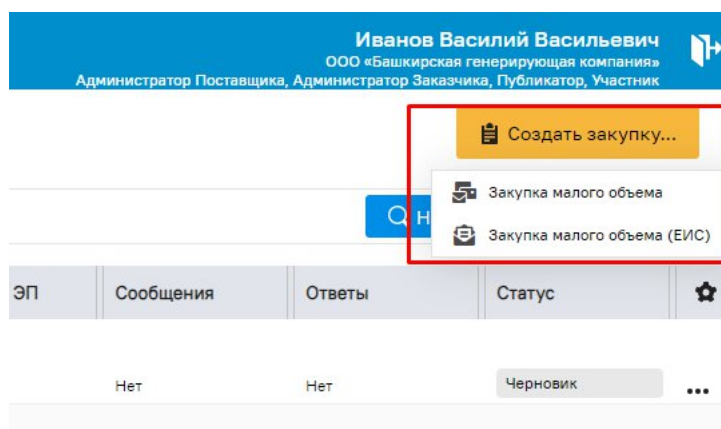 Иванов Василий Васильевич
ООО «Башкирская генерирующая компания»
Администратор Поставщика, Администратор Заказчика, Публикатор, Участник
Создать закупку...
Закупка малого объема
Н
Закупка малого объема (ЕИС)
ЭП Сообщения Ответы Статус
Нет Нет Черновик